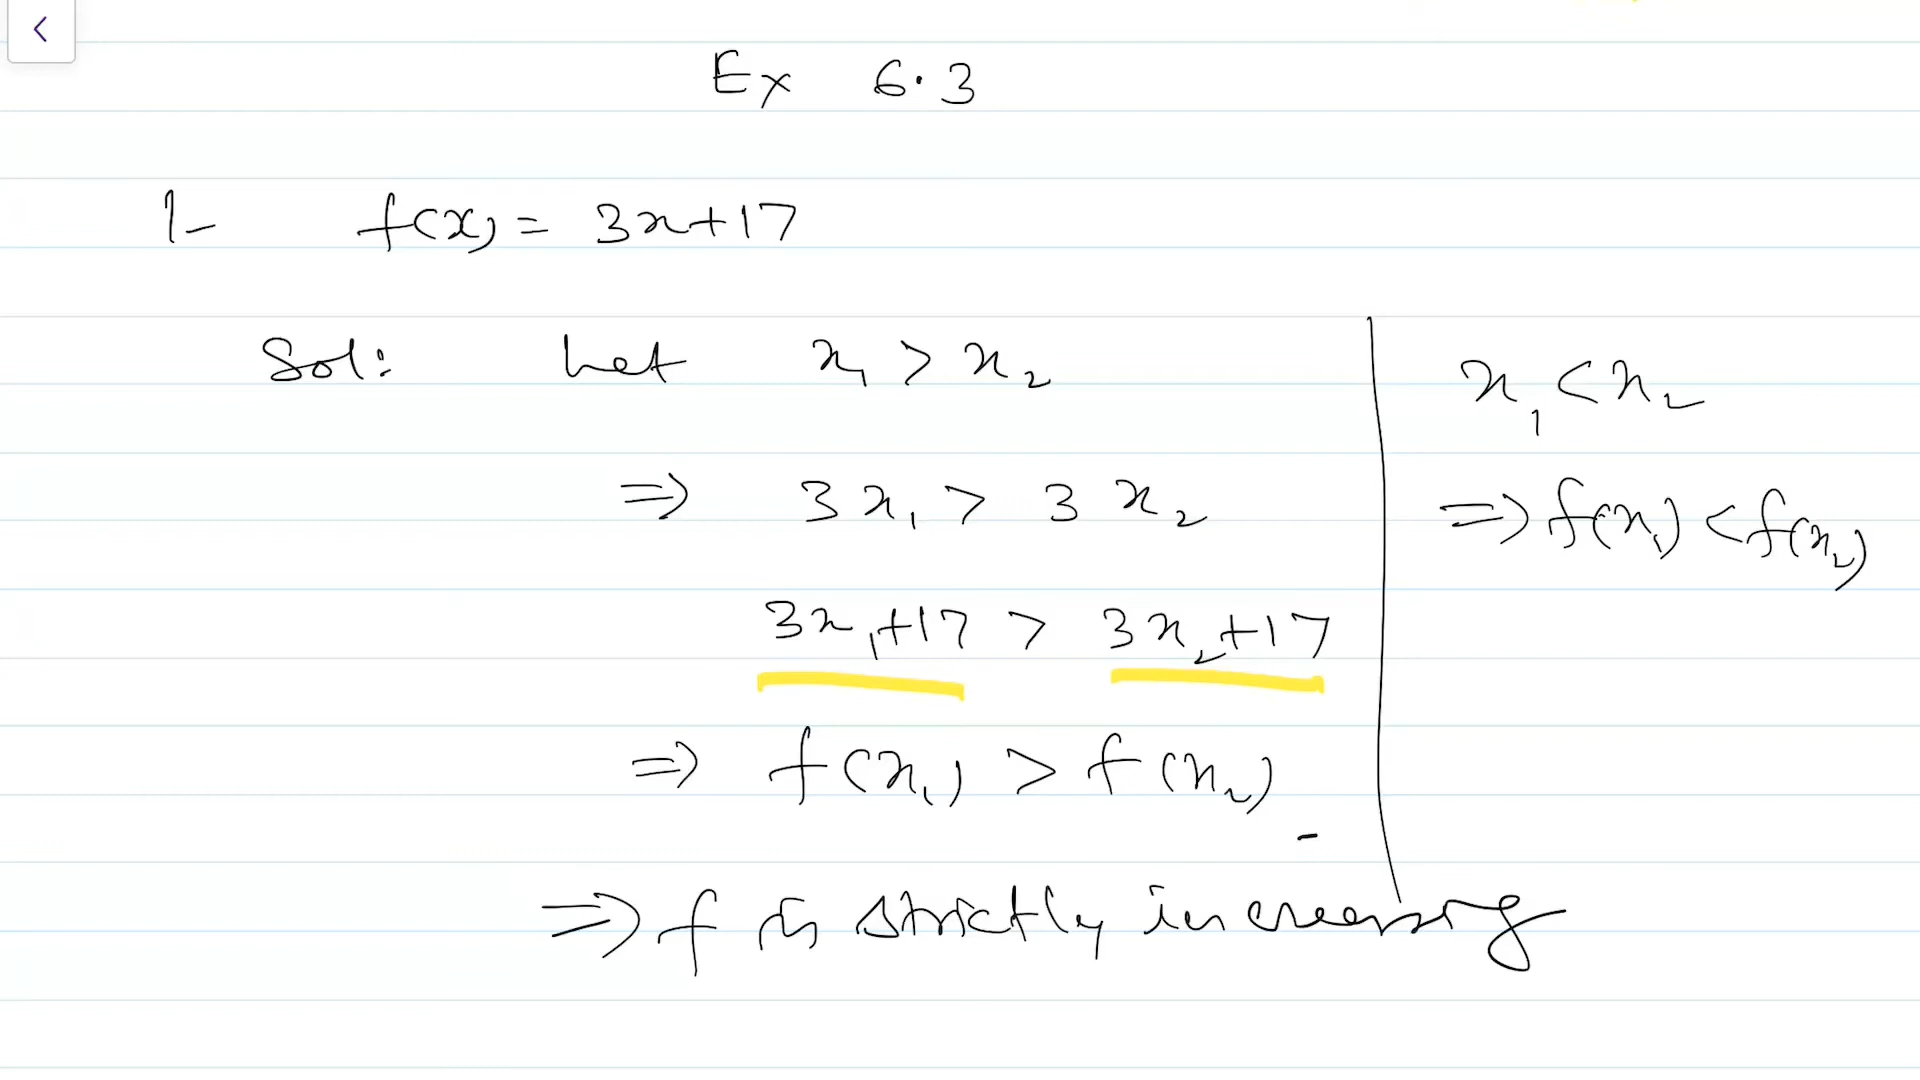 Ex 6.3
1- f(x) = 3x+17
Sol: Let x₁ > x₂
⇒ 3x₁ > 3x₂
3x₁+17 > 3x₂+17
⇒ f(x₁) > f(x₂)
⇒ f is strictly increasing
x₁ < x₂
⇒ f(x₁) < f(x₂)